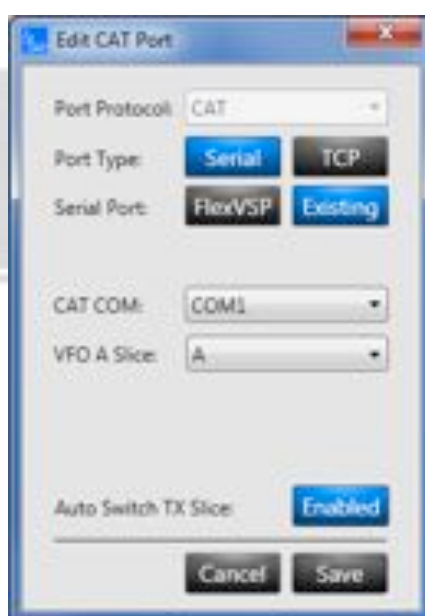 Edit CAT Port
Port Protocol: CAT
Port Type: Serial TCP
Serial Port: FlexVSP Existing
CAT COM: COM1
VFO A Slice: A
Auto Switch TX Slice: Enabled
Cancel Save